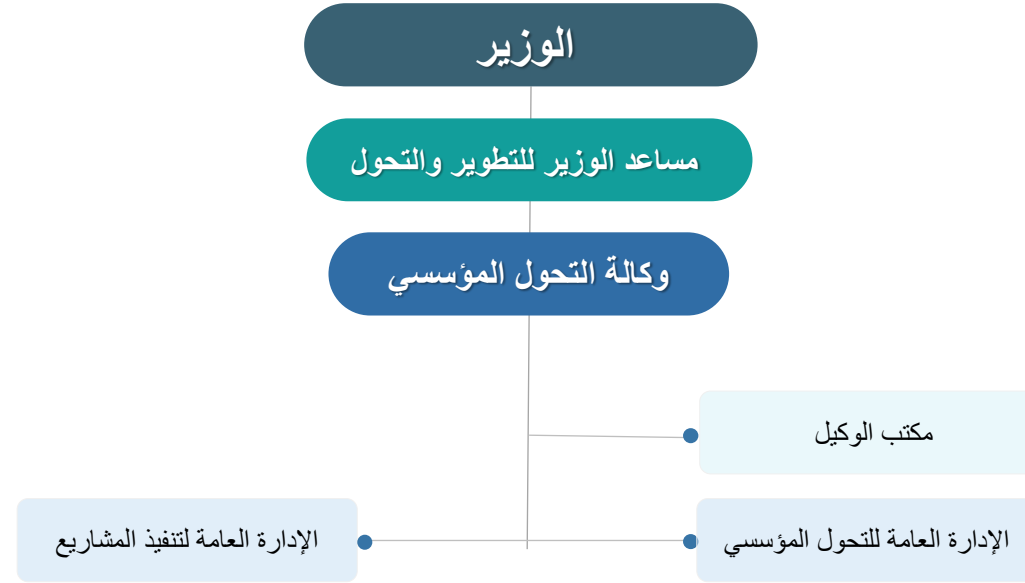 الوزير
مساعد الوزير للتطوير والتحول
وكالة التحول المؤسسي
مكتب الوكيل
الإدارة العامة للتحول المؤسسي
الإدارة العامة لتنفيذ المشاريع